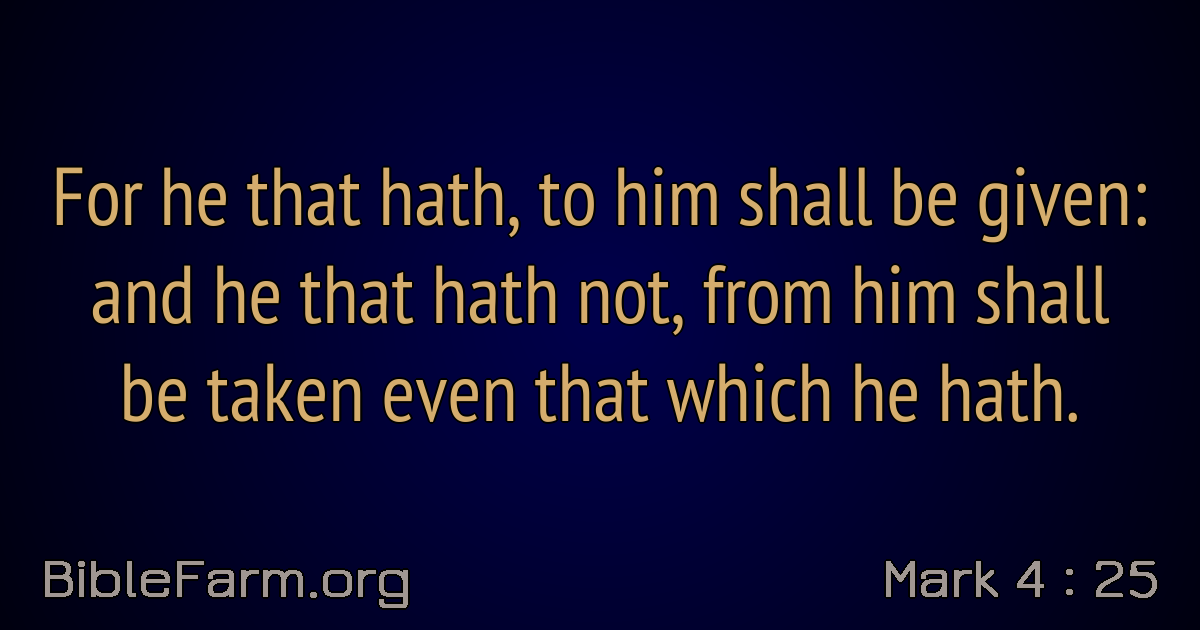 For he that hath, to him shall be given:
and he that hath not, from him shall
be taken even that which he hath.
BibleFarm.org
Mark 4 : 25